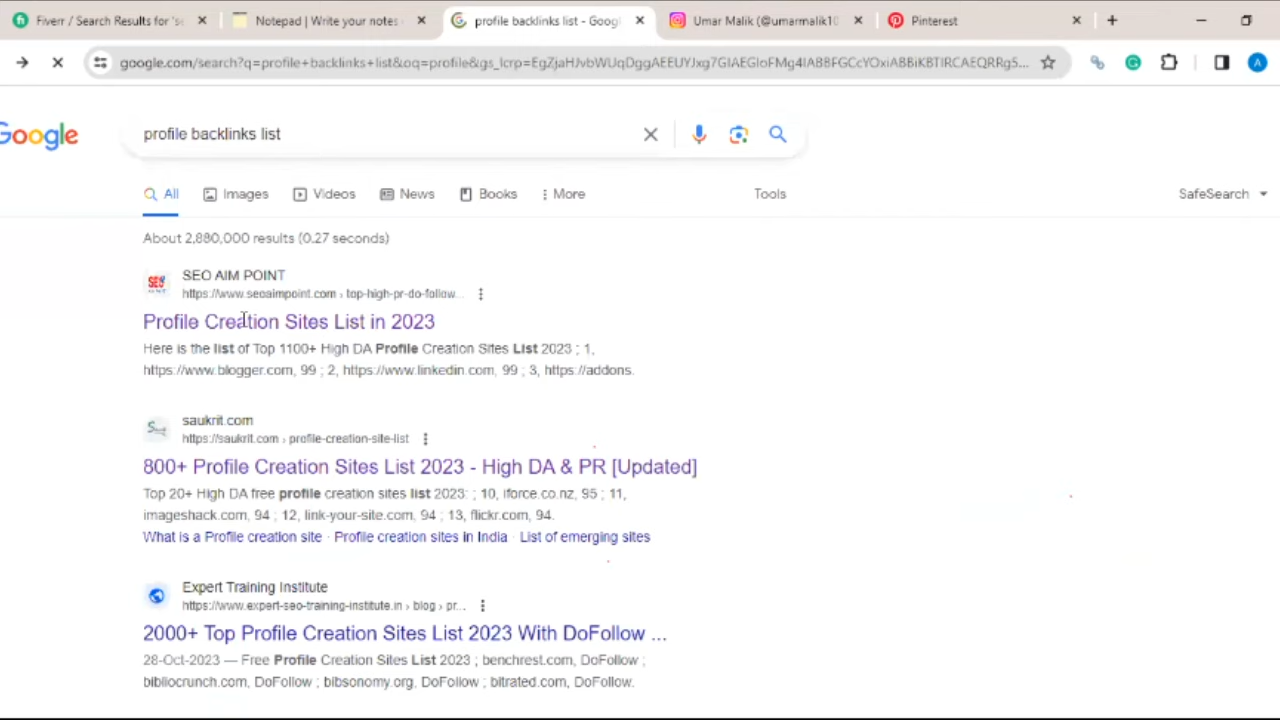 Fiverr / Search Results for 'se
Notepad | Write your notes
profile backlinks list - Googl
Umar Malik (@umarmalik10
Pinterest
google.com/search?q=profile+backlinks+list&oq=profile&gs_lcrp=
A
Google
profile backlinks list
All Images Videos News Books More Tools SafeSearch
About 2,880,000 results (0.27 seconds)
SEO SEO AIM POINT
https://www.seoaimpoint.com › top-high-pr-do-follow...
Profile Creation Sites List in 2023
Here is the list of Top 1100+ High DA Profile Creation Sites List 2023 ; 1,
https://www.blogger.com, 99 ; 2, https://www.linkedin.com, 99 ; 3, https://addons.
saukrit.com
https://saukrit.com › profile-creation-site-list
800+ Profile Creation Sites List 2023 - High DA & PR [Updated]
Top 20+ High DA free profile creation sites list 2023: ; 10, iforce.co.nz, 95 ; 11,
imageshack.com, 94 ; 12, link-your-site.com, 94 ; 13, flickr.com, 94.
What is a Profile creation site · Profile creation sites in India · List of emerging sites
Expert Training Institute
https://www.expert-seo-training-institute.in › blog › pr...
2000+ Top Profile Creation Sites List 2023 With DoFollow ...
28-Oct-2023 — Free Profile Creation Sites List 2023 ; benchrest.com, DoFollow ;
bibliocrunch.com, DoFollow ; bibsonomy.org, DoFollow ; bitrated.com, DoFollow.